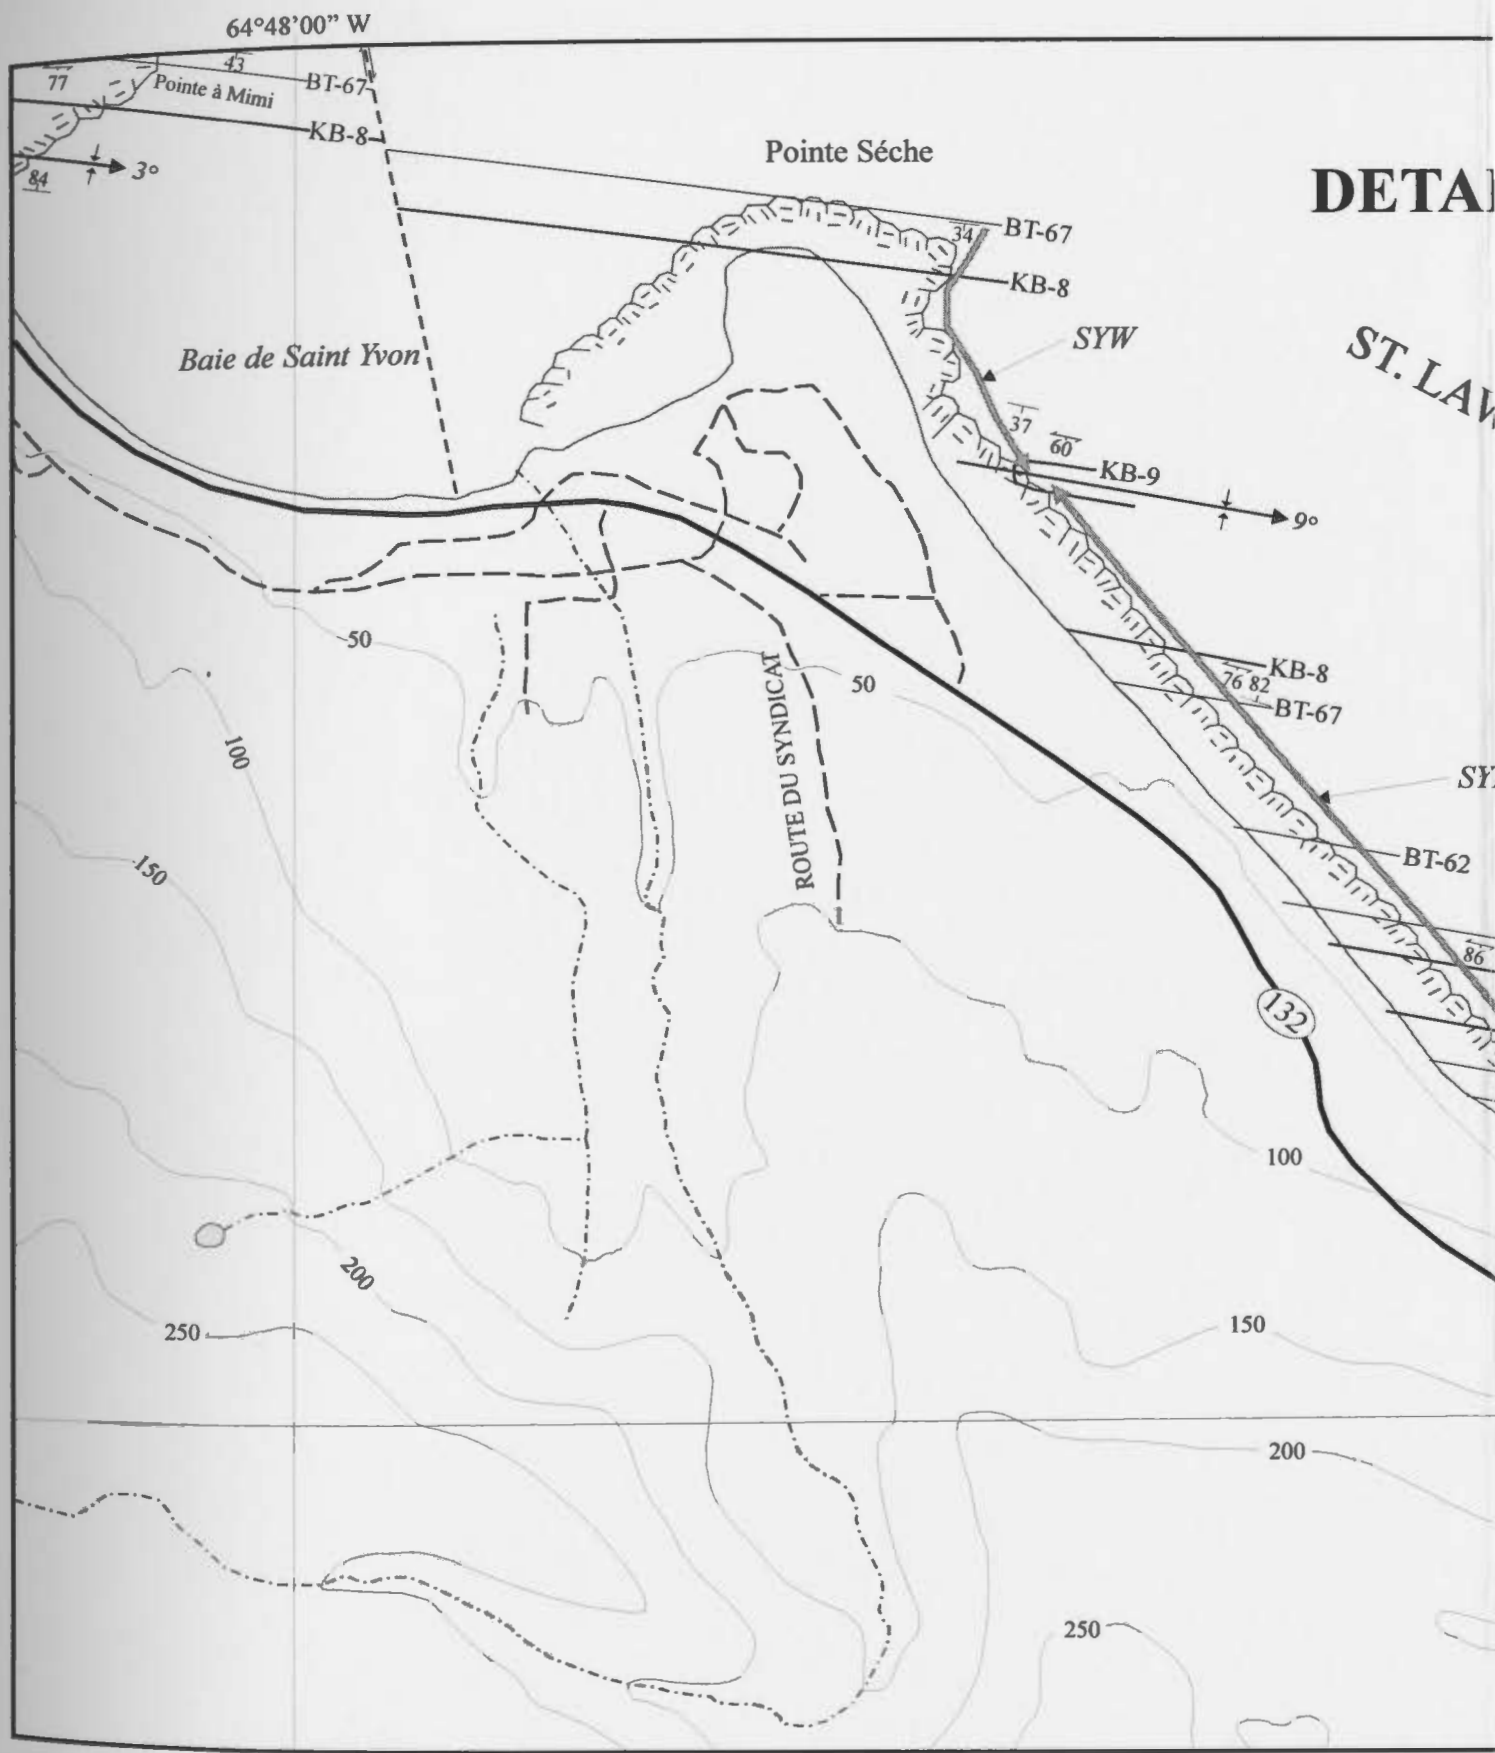 64°48'00" W
43
77
BT-67
Pointe à Mimi
KB-8
Pointe Séche
3°
84
DETAI
34
BT-67
KB-8
SYW
ST. LAW
Baie de Saint Yvon
37
60
KB-9
9°
50
KB-8
76 82
50
BT-67
ROUTE DU SYNDICAT
100
SY
BT-62
150
86
132
100
200
250
150
200
250